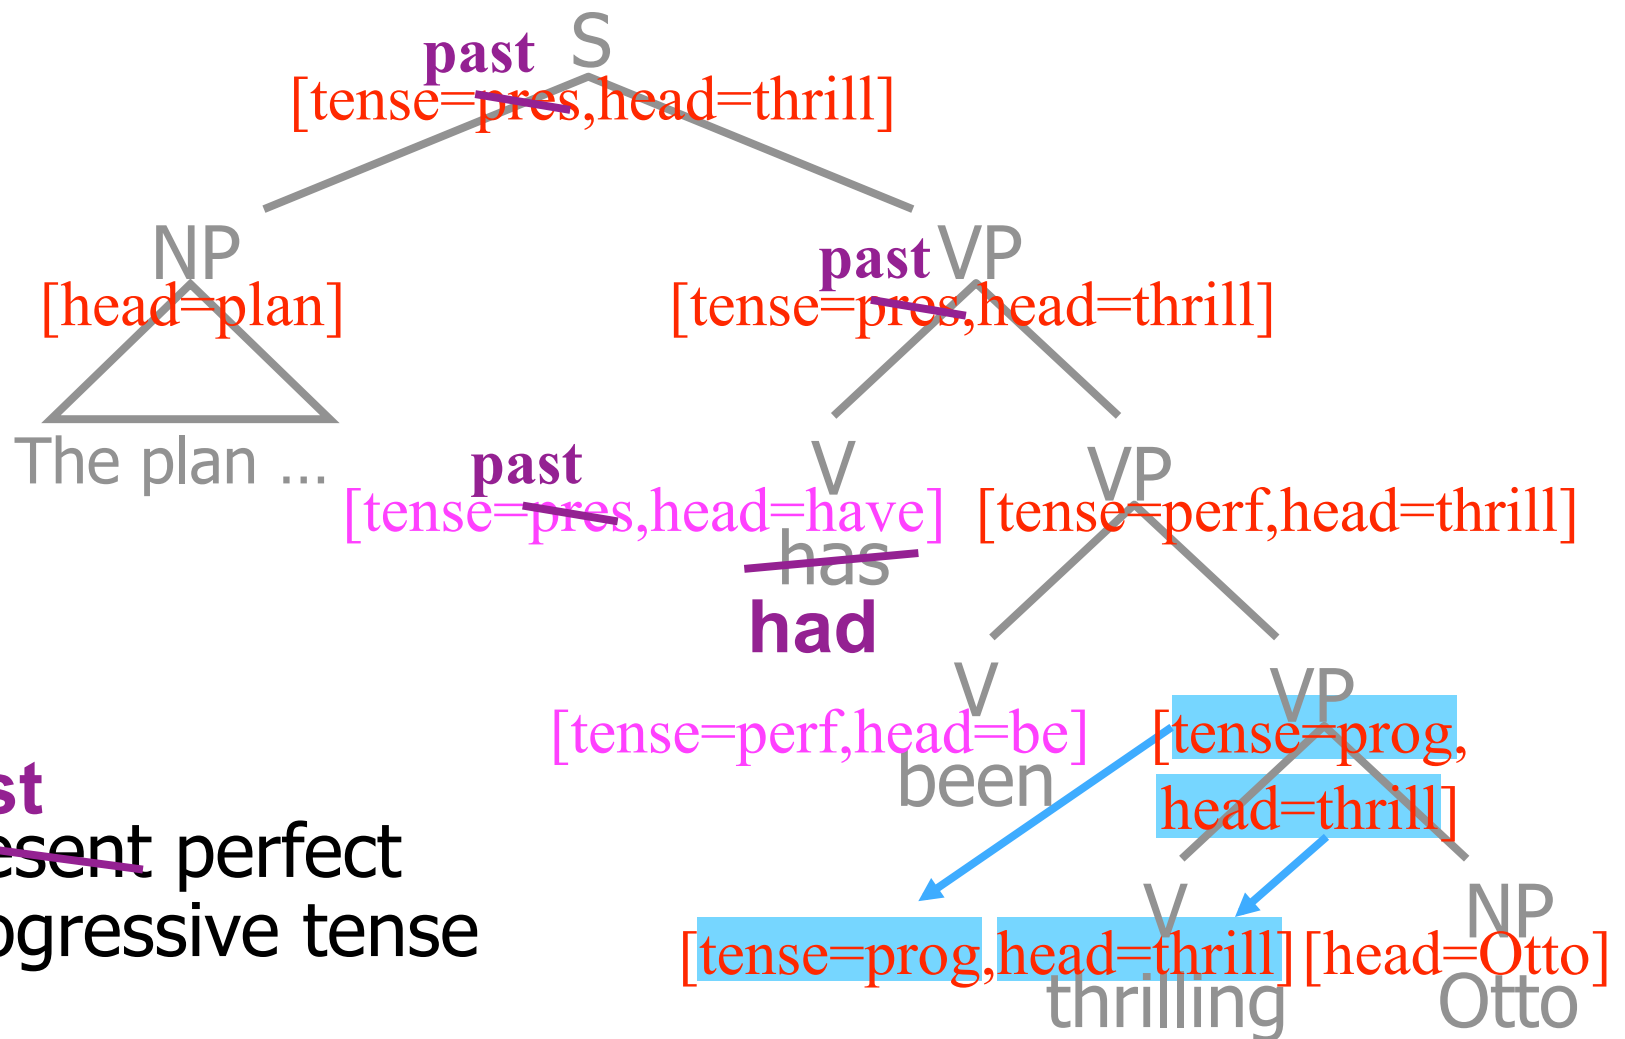 S
past
[tense=pres,head=thrill]
NP
[head=plan]
past VP
[tense=pres,head=thrill]
The plan ...
past
V
[tense=pres,head=have]
has
had
VP
[tense=perf,head=thrill]
V
[tense=perf,head=be]
been
VP
[tense=prog,
head=thrill]
st
esent perfect
ogressive tense
V
[tense=prog,head=thrill]
thrilling
NP
[head=Otto]
Otto